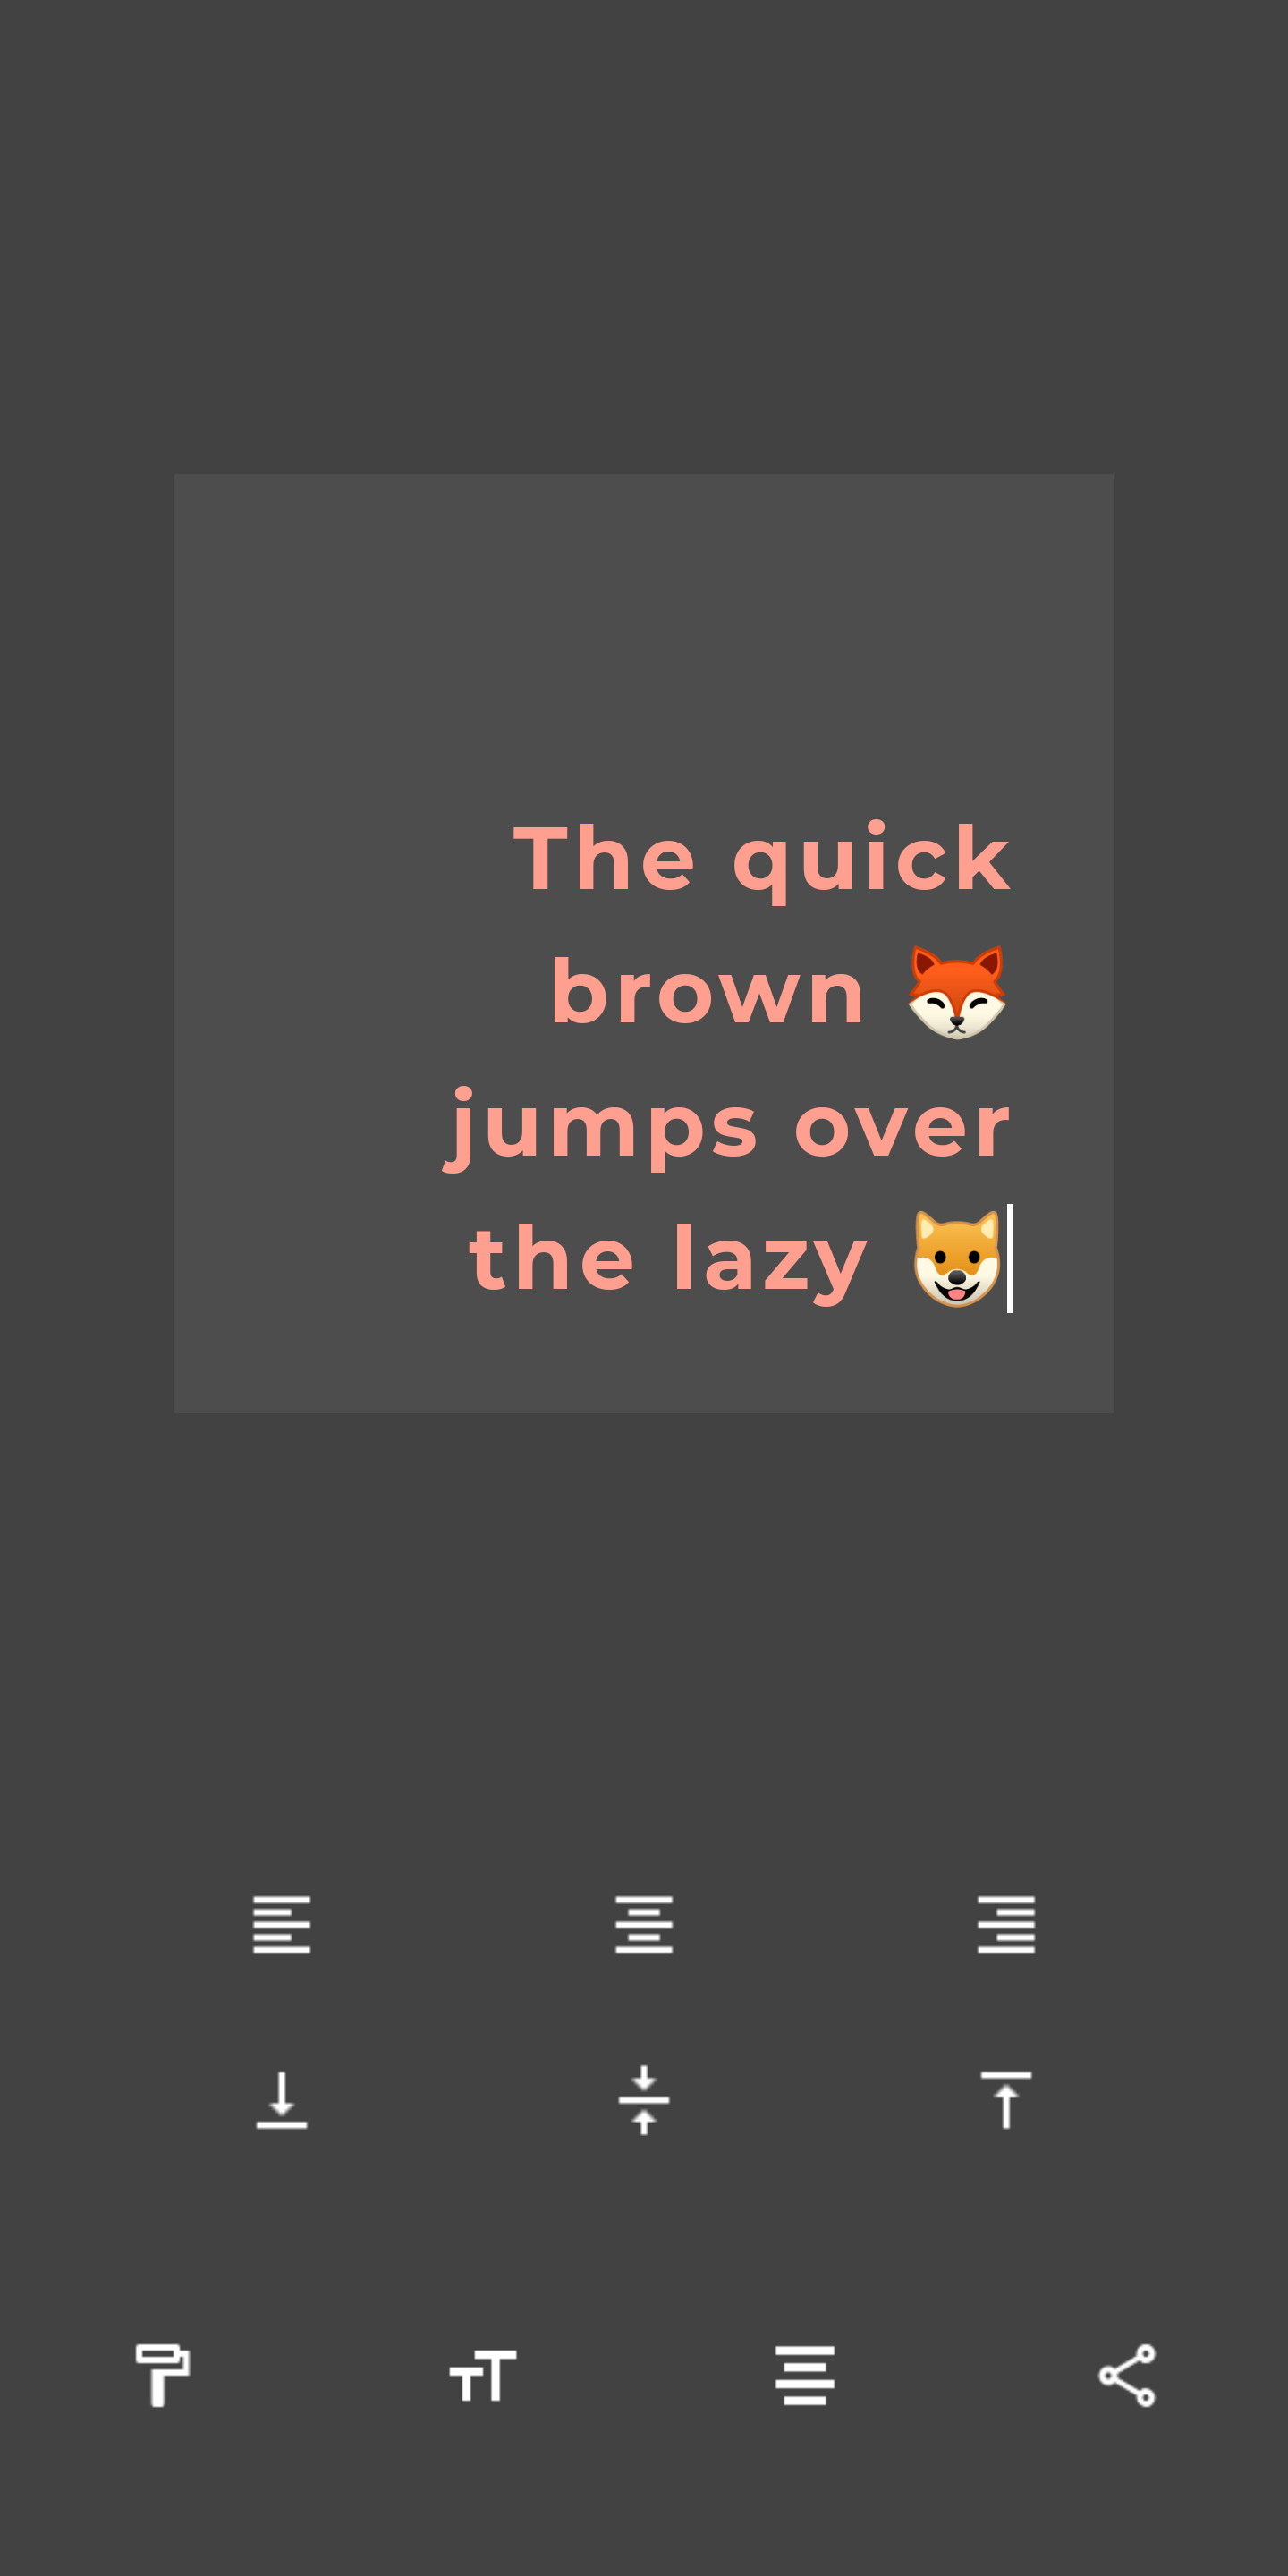 The quick
brown 🦊
jumps over
the lazy 🐶